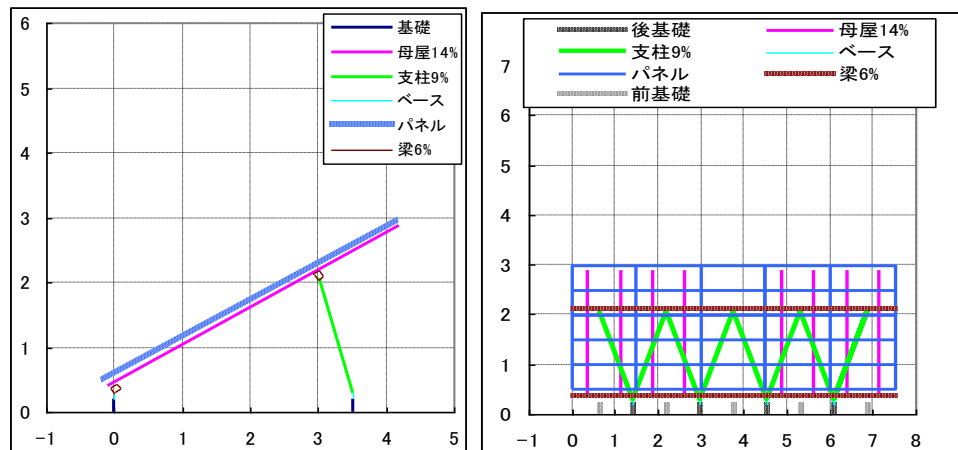 基礎
母屋14%
支柱9%
ベース
パネル
梁6%
6
5
4
3
2
1
0
−1 0 1 2 3 4 5
後基礎 母屋14%
支柱9% ベース
パネル 梁6%
前基礎
7
6
5
4
3
2
1
0
−1 0 1 2 3 4 5 6 7 8